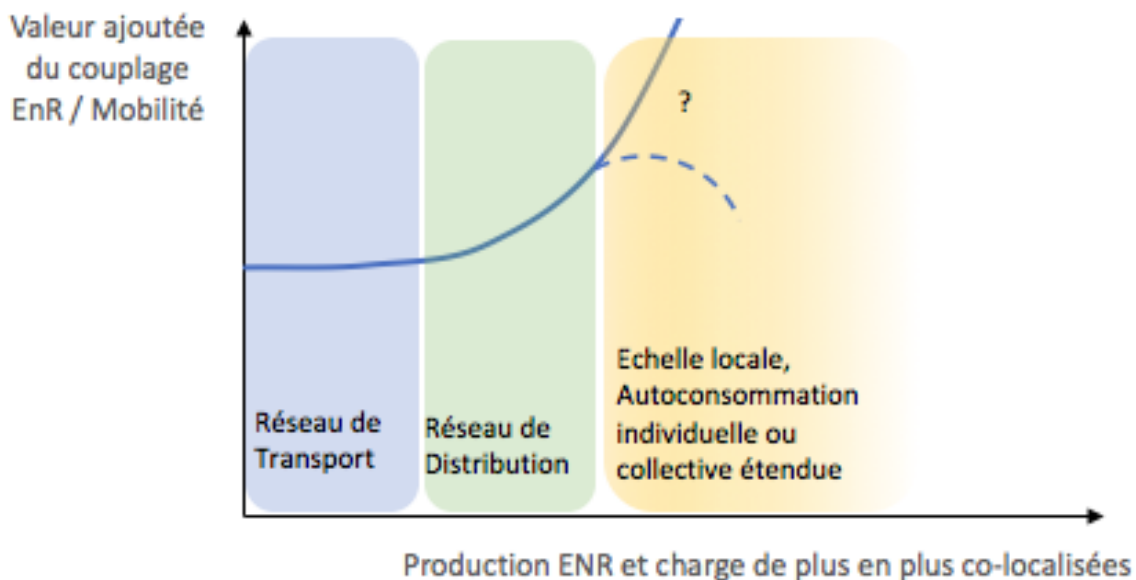 Valeur ajoutée
du couplage
EnR / Mobilité
?
Echelle locale,
Autoconsommation
individuelle ou
collective étendue
Réseau de
Transport
Réseau de
Distribution
Production ENR et charge de plus en plus co-localisées